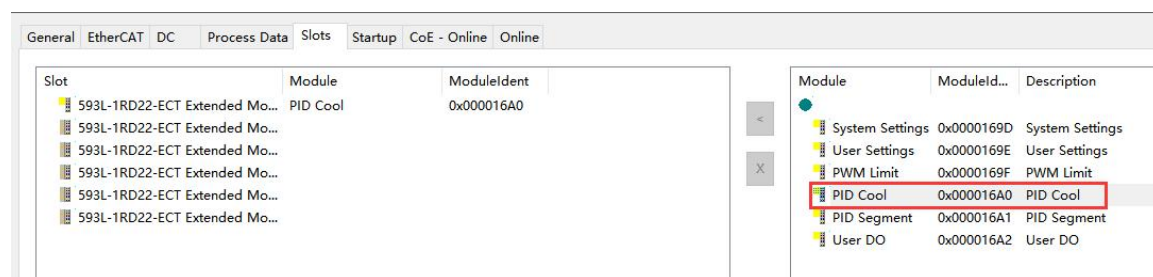 General EtherCAT DC Process Data Slots Startup CoE - Online Online
Slot Module ModuleIdent
593L-1RD22-ECT Extended Mo... PID Cool 0x000016A0
593L-1RD22-ECT Extended Mo...
593L-1RD22-ECT Extended Mo...
593L-1RD22-ECT Extended Mo...
593L-1RD22-ECT Extended Mo...
593L-1RD22-ECT Extended Mo...
<
X
Module ModuleId... Description
System Settings 0x0000169D System Settings
User Settings 0x0000169E User Settings
PWM Limit 0x0000169F PWM Limit
PID Cool 0x000016A0 PID Cool
PID Segment 0x000016A1 PID Segment
User DO 0x000016A2 User DO